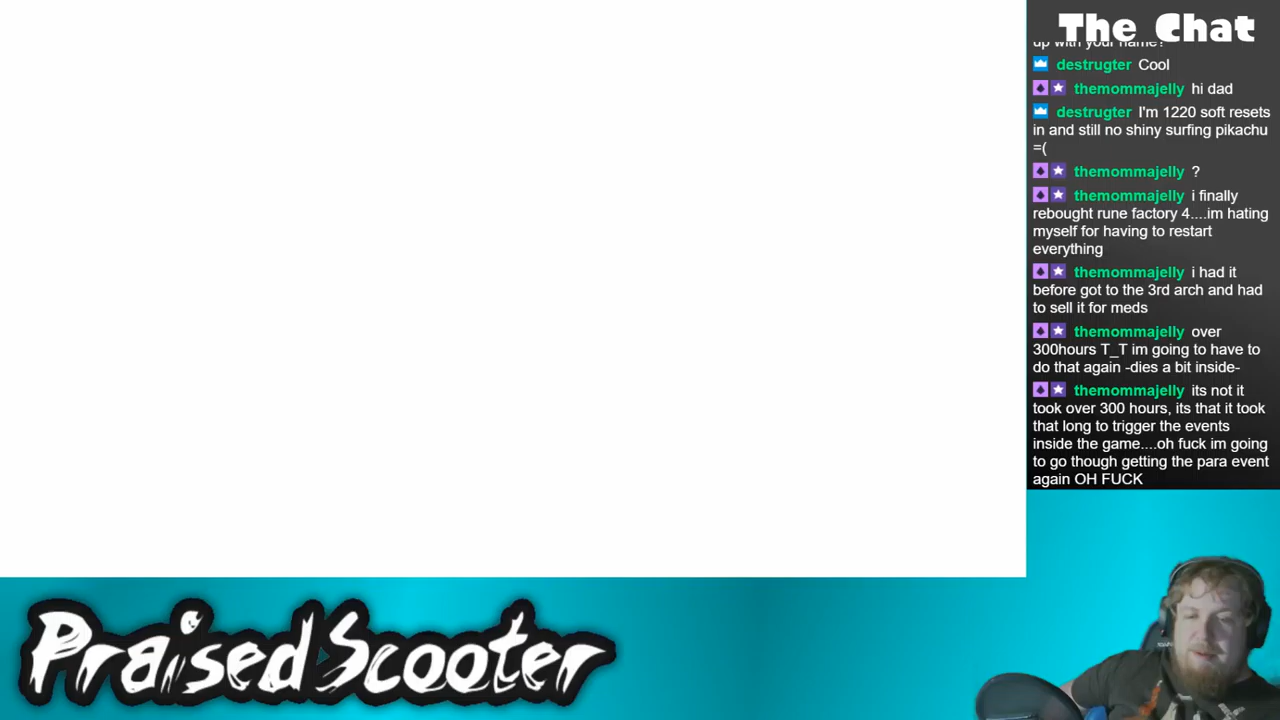 The Chat
up with your name?
destrugter Cool
themommajelly hi dad
destrugter I'm 1220 soft resets
in and still no shiny surfing pikachu
=(
themommajelly ?
themommajelly i finally
rebought rune factory 4....im hating
myself for having to restart
everything
themommajelly i had it
before got to the 3rd arch and had
to sell it for meds
themommajelly over
300hours T_T im going to have to
do that again -dies a bit inside-
themommajelly its not it
took over 300 hours, its that it took
that long to trigger the events
inside the game....oh fuck im going
to go though getting the para event
again OH FUCK
PraisedScooter